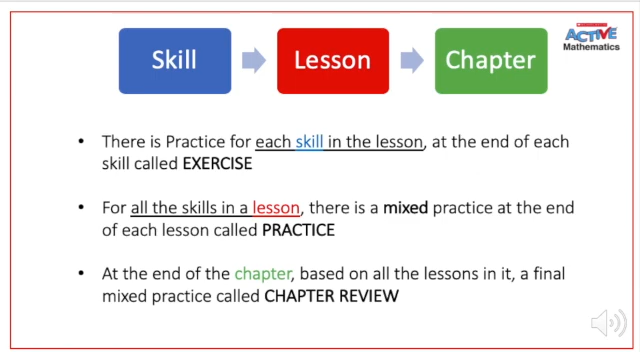 Skill
Lesson
Chapter
ACTIVE
Mathematics
• There is Practice for each skill in the lesson, at the end of each
skill called EXERCISE
• For all the skills in a lesson, there is a mixed practice at the end
of each lesson called PRACTICE
• At the end of the chapter, based on all the lessons in it, a final
mixed practice called CHAPTER REVIEW